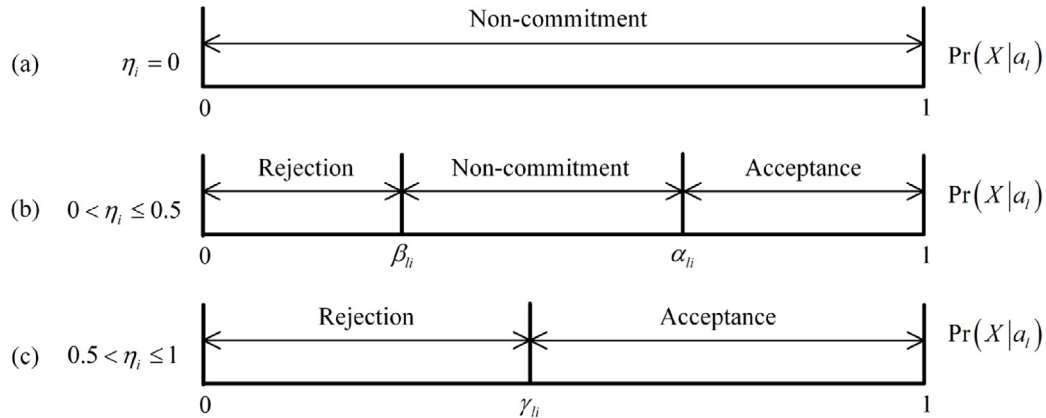 Non-commitment
(a) η_i = 0 Pr(X|a_l)
0 1
Rejection Non-commitment Acceptance
(b) 0 < η_i ≤ 0.5 Pr(X|a_l)
0 β_li α_li 1
Rejection Acceptance
(c) 0.5 < η_i ≤ 1 Pr(X|a_l)
0 γ_li 1